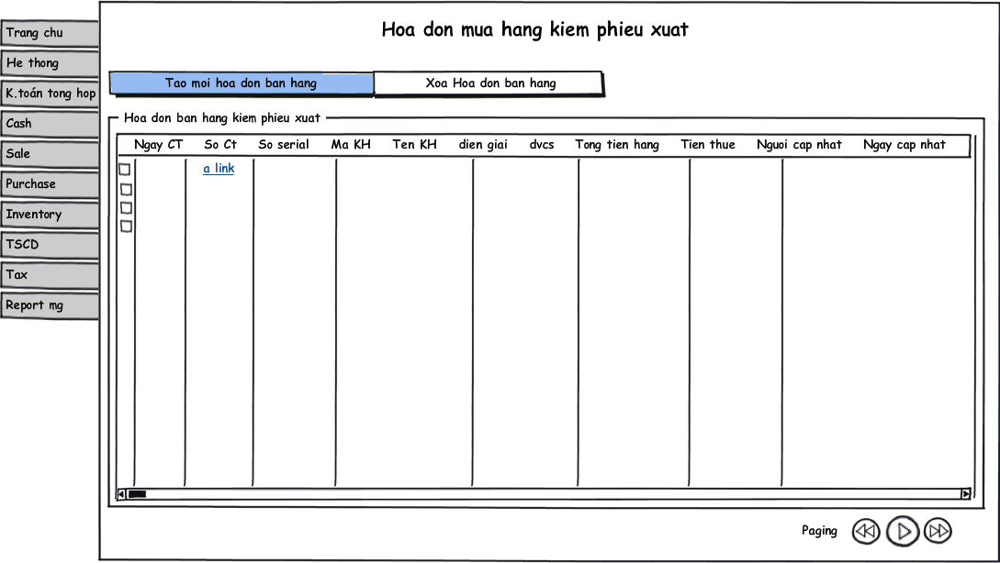 Hoa don mua hang kiem phieu xuat
Trang chu
He thong
K.toán tong hop
Cash
Sale
Purchase
Inventory
TSCD
Tax
Report mg
Tao moi hoa don ban hang
Xoa Hoa don ban hang
Hoa don ban hang kiem phieu xuat
Ngay CT So Ct So serial Ma KH Ten KH dien giai dvcs Tong tien hang Tien thue Nguoi cap nhat Ngay cap nhat
a link
Paging